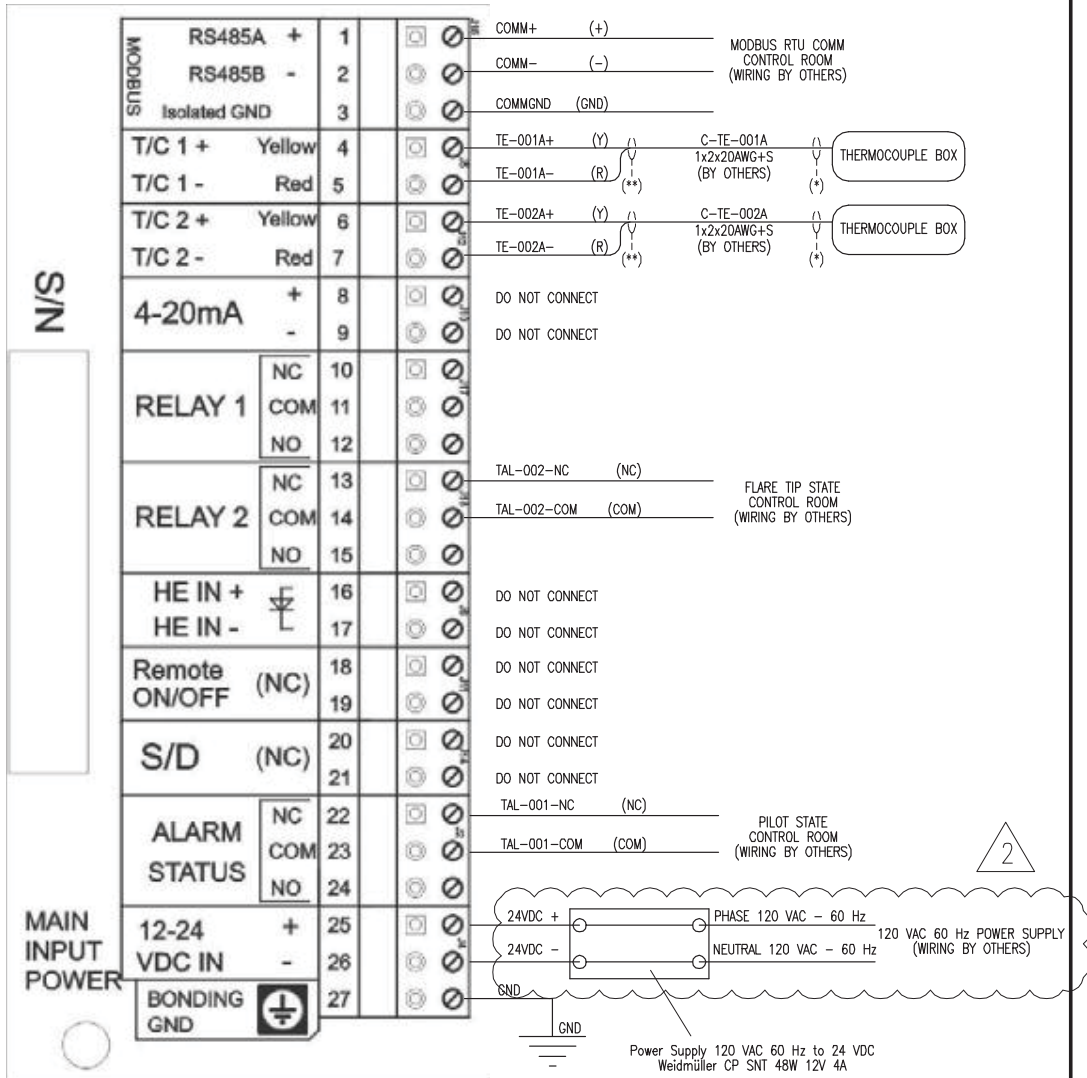 MODBUS
RS485A + 1
RS485B - 2
Isolated GND 3
COMM+ (+)
COMM- (-)
COMMGND (GND)
MODBUS RTU COMM
CONTROL ROOM
(WIRING BY OTHERS)
T/C 1 + Yellow 4
T/C 1 - Red 5
TE-001A+ (Y)
TE-001A- (R)
(**)
C-TE-001A
1x2x20AWG+S
(BY OTHERS)
(*)
THERMOCOUPLE BOX
T/C 2 + Yellow 6
T/C 2 - Red 7
TE-002A+ (Y)
TE-002A- (R)
(**)
C-TE-002A
1x2x20AWG+S
(BY OTHERS)
(*)
THERMOCOUPLE BOX
S/N
4-20mA
+ 8 DO NOT CONNECT
- 9 DO NOT CONNECT
RELAY 1
NC 10
COM 11
NO 12
RELAY 2
NC 13
COM 14
NO 15
TAL-002-NC (NC)
TAL-002-COM (COM)
FLARE TIP STATE
CONTROL ROOM
(WIRING BY OTHERS)
HE IN + 16 DO NOT CONNECT
HE IN - 17 DO NOT CONNECT
Remote
ON/OFF
(NC)
18 DO NOT CONNECT
19 DO NOT CONNECT
S/D (NC)
20 DO NOT CONNECT
21 DO NOT CONNECT
ALARM
STATUS
NC 22
COM 23
NO 24
TAL-001-NC (NC)
TAL-001-COM (COM)
PILOT STATE
CONTROL ROOM
(WIRING BY OTHERS)
2
MAIN
INPUT
POWER
12-24
VDC IN
+ 25
- 26
24VDC +
24VDC -
PHASE 120 VAC - 60 Hz
NEUTRAL 120 VAC - 60 Hz
120 VAC 60 Hz POWER SUPPLY
(WIRING BY OTHERS)
BONDING
GND
27
GND
GND
Power Supply 120 VAC 60 Hz to 24 VDC
Weidmüller CP SNT 48W 12V 4A